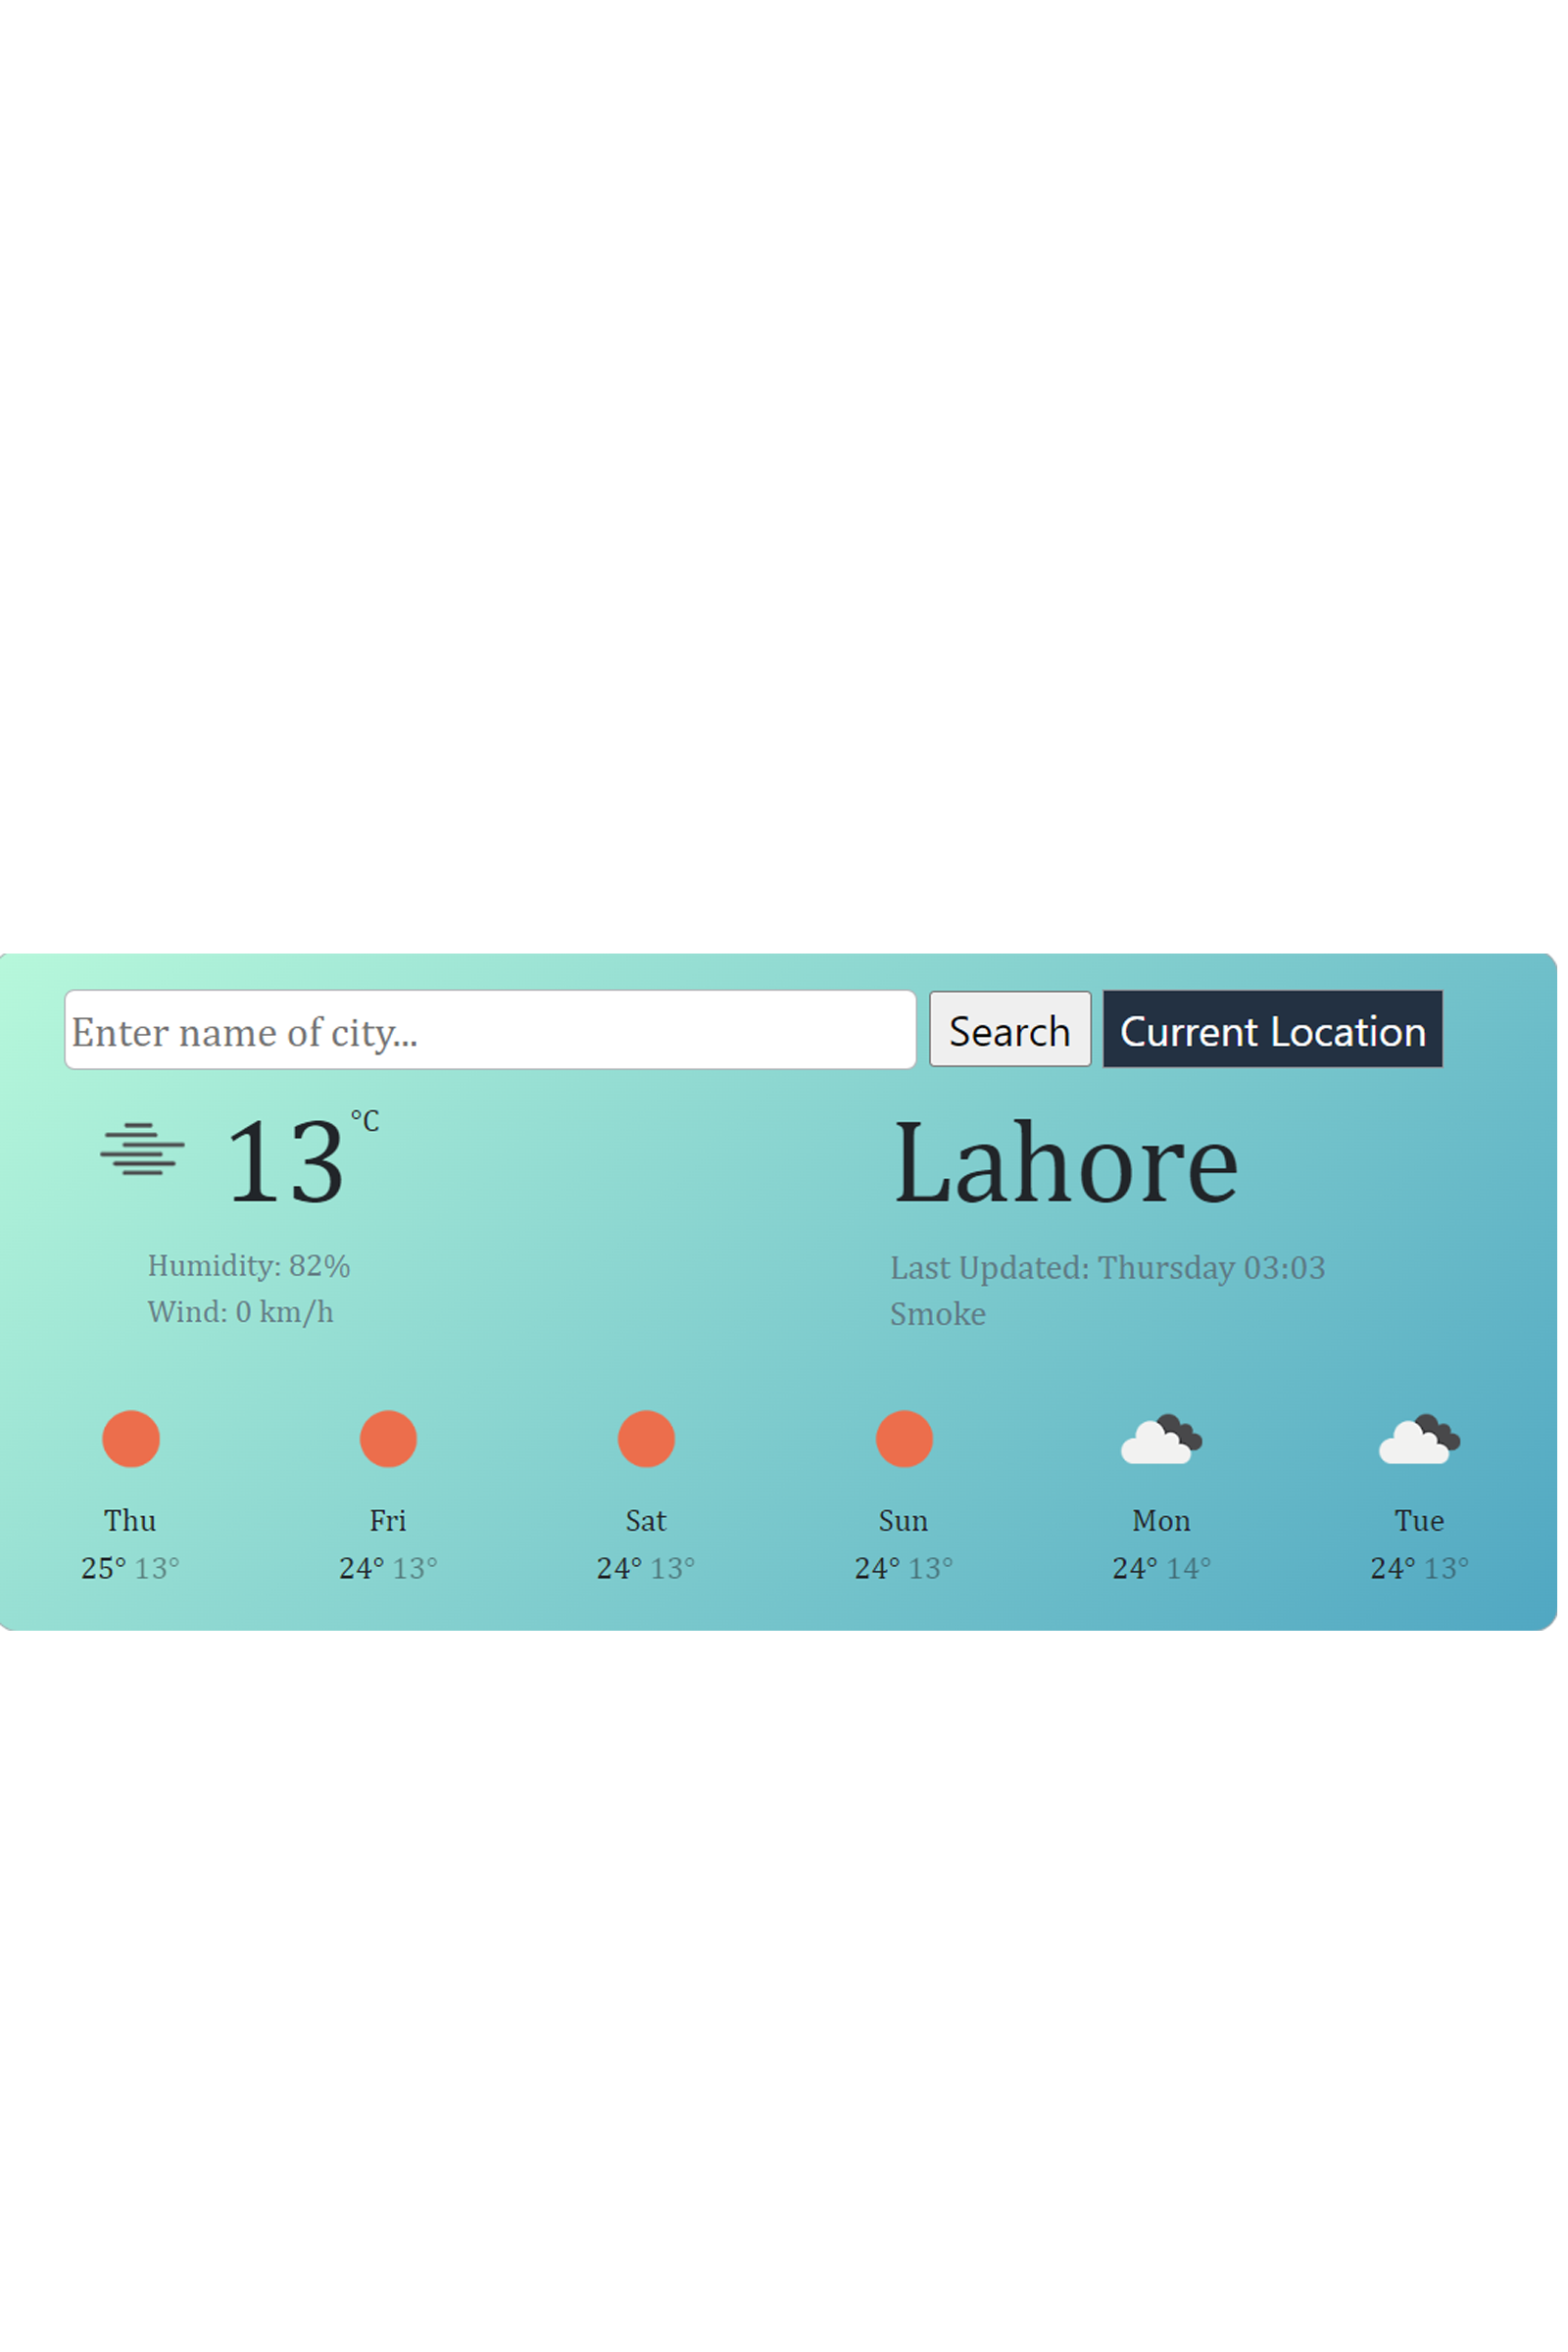 Enter name of city...
Search
Current Location
13
°C
Lahore
Humidity: 82%
Wind: 0 km/h
Last Updated: Thursday 03:03
Smoke
Thu
25° 13°
Fri
24° 13°
Sat
24° 13°
Sun
24° 13°
Mon
24° 14°
Tue
24° 13°